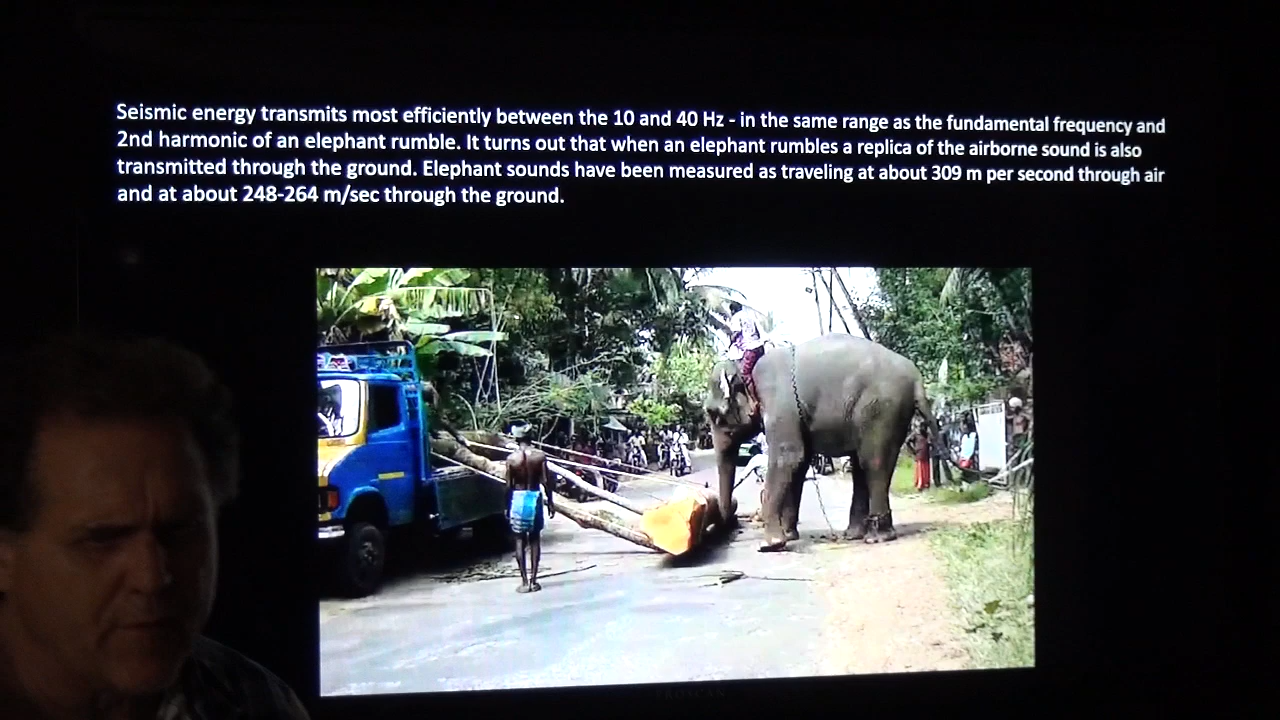 Seismic energy transmits most efficiently between the 10 and 40 Hz - in the same range as the fundamental frequency and
2nd harmonic of an elephant rumble. It turns out that when an elephant rumbles a replica of the airborne sound is also
transmitted through the ground. Elephant sounds have been measured as traveling at about 309 m per second through air
and at about 248-264 m/sec through the ground.
PROSCAN